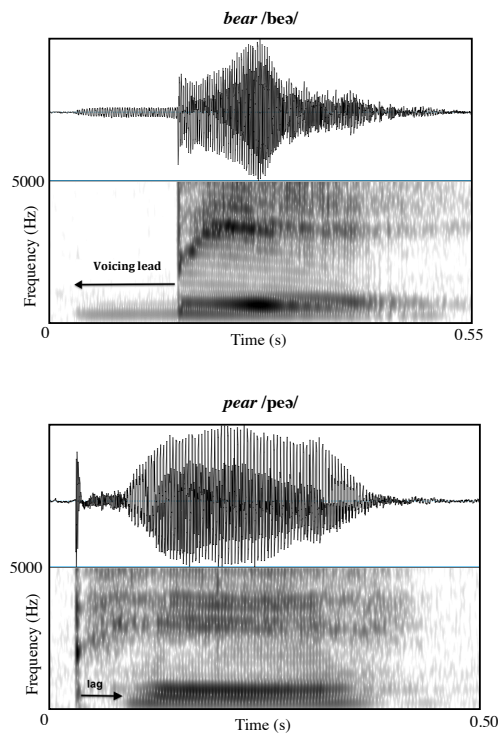 bear /beə/
5000
Frequency (Hz)
Voicing lead
0
0.55
Time (s)
pear /peə/
5000
Frequency (Hz)
lag
0
0.50
Time (s)